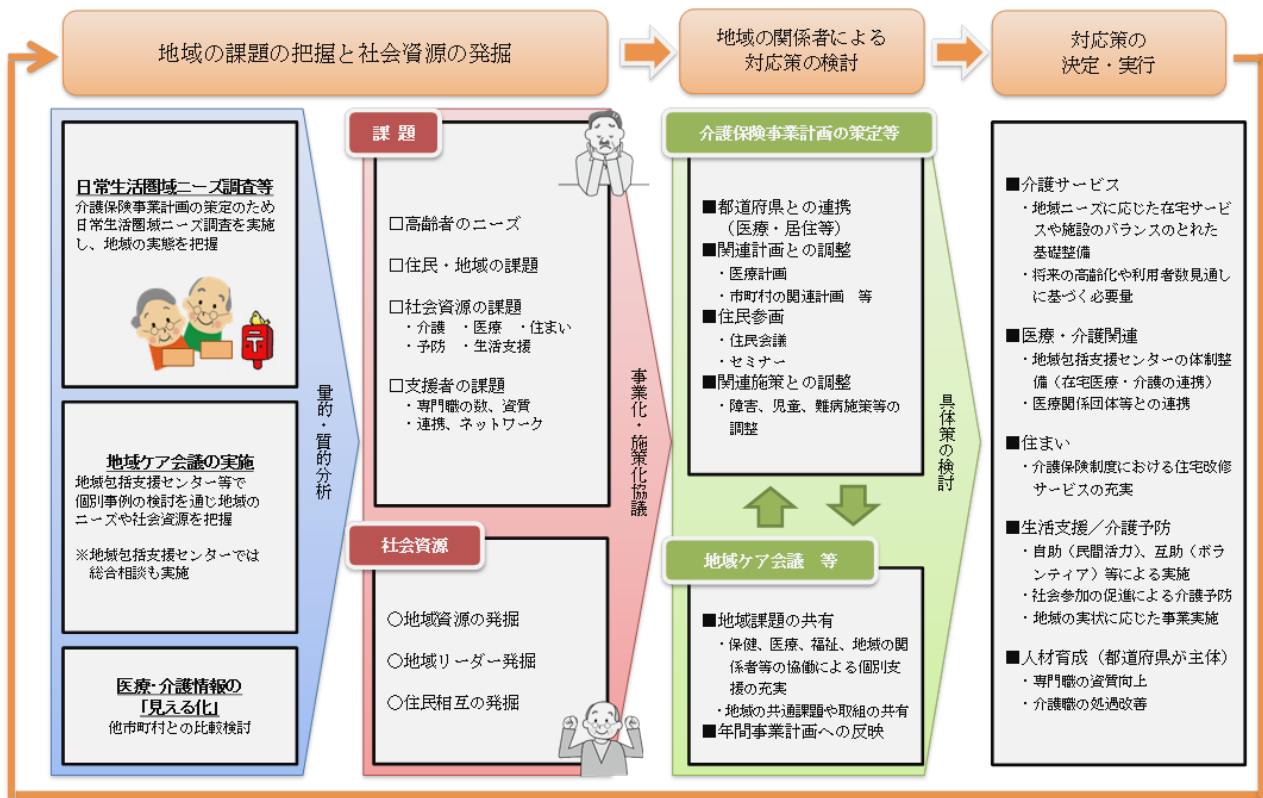 地域の課題の把握と社会資源の発掘
地域の関係者による
対応策の検討
対応策の
決定・実行
日常生活圏域ニーズ調査等
介護保険事業計画の策定のため
日常生活圏域ニーズ調査を実施
し、地域の実態を把握
地域ケア会議の実施
地域包括支援センター等で
個別事例の検討を通じ地域の
ニーズや社会資源を把握
※地域包括支援センターでは
総合相談も実施
医療・介護情報の
「見える化」
他市町村との比較検討
量的・質的分析
課 題
□高齢者のニーズ
□住民・地域の課題
□社会資源の課題
・介護 ・医療 ・住まい
・予防 ・生活支援
□支援者の課題
・専門職の数、資質
・連携、ネットワーク
社会資源
○地域資源の発掘
○地域リーダー発掘
○住民相互の発掘
事業化・施策化協議
介護保険事業計画の策定等
■都道府県との連携
（医療・居住等）
■関連計画との調整
・医療計画
・市町村の関連計画 等
■住民参画
・住民会議
・セミナー
■関連施策との調整
・障害、児童、難病施策等の
調整
地域ケア会議 等
■地域課題の共有
・保健、医療、福祉、地域の関
係者等の協働による個別支
援の充実
・地域の共通課題や取組の共有
■年間事業計画への反映
具体策の検討
■介護サービス
・地域ニーズに応じた在宅サービ
スや施設のバランスのとれた
基礎整備
・将来の高齢化や利用者数見通し
に基づく必要量
■医療・介護関連
・地域包括支援センターの体制整
備（在宅医療・介護の連携）
・医療関係団体等との連携
■住まい
・介護保険制度における住宅改修
サービスの充実
■生活支援／介護予防
・自助（民間活力）、互助（ボラ
ンティア）等による実施
・社会参加の促進による介護予防
・地域の実状に応じた事業実施
■人材育成（都道府県が主体）
・専門職の資質向上
・介護職の処遇改善